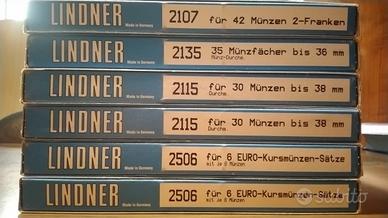 LINDNER Made in Germany 2107 für 42 Münzen 2-Franken
LINDNER Made in Germany 2135 35 Münzfächer bis 36 mm
Münz-Durchm.
LINDNER Made in Germany 2115 für 30 Münzen bis 38 mm
Durchm.
LINDNER Made in Germany 2115 für 30 Münzen bis 38 mm
Durchm.
LINDNER Made in Germany 2506 für 6 EURO-Kursmünzen-Sätze
mit je 8 Münzen
LINDNER Made in Germany 2506 für 6 EURO-Kursmünzen-Sätze
mit je 8 Münzen
subito